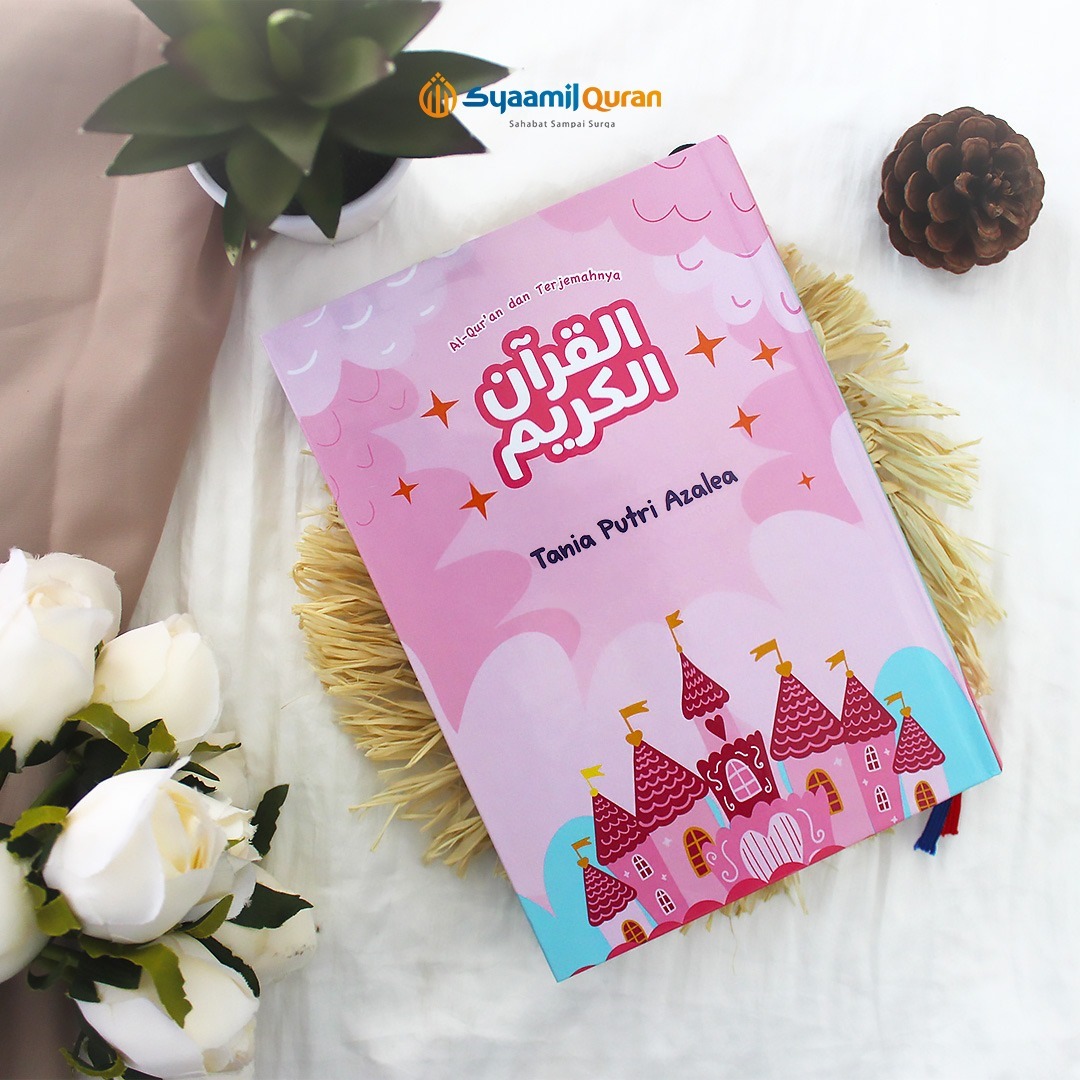 Syaamil Quran
Sahabat Sampai Surga
Al-Qur'an dan Terjemahnya
القرآن
الكريم
Tania Putri Azalea